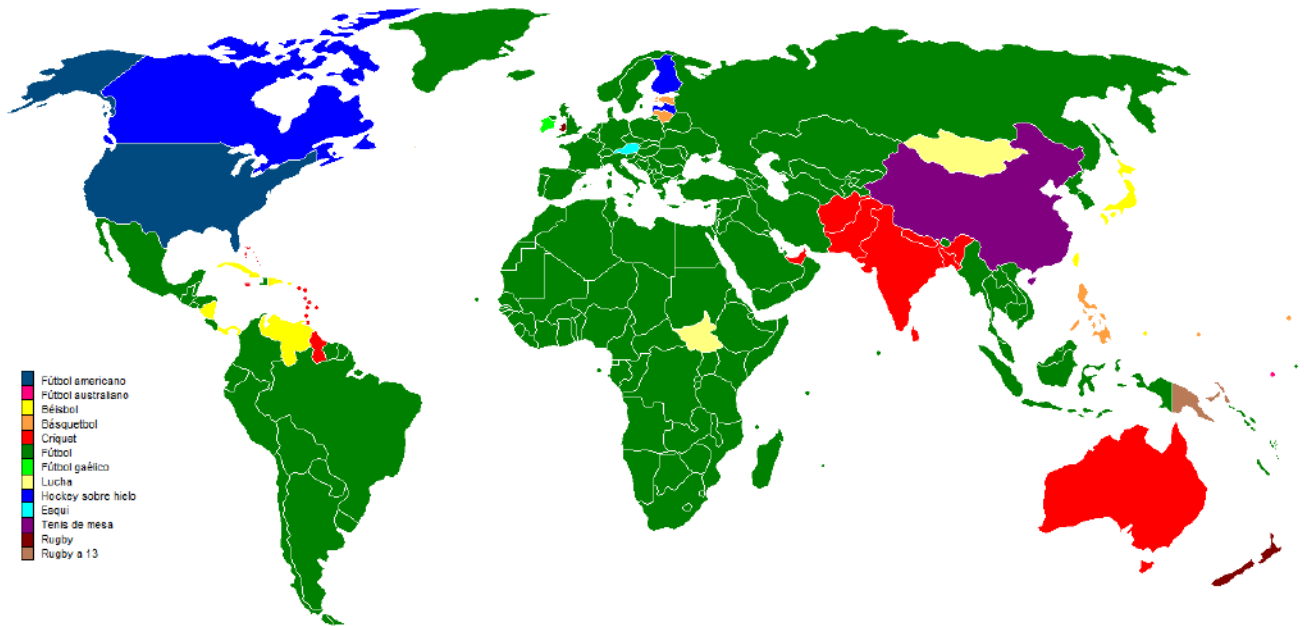 Fútbol americano
Fútbol australiano
Béisbol
Básquetbol
Críquet
Fútbol
Fútbol gaélico
Lucha
Hockey sobre hielo
Esquí
Tenis de mesa
Rugby
Rugby a 13